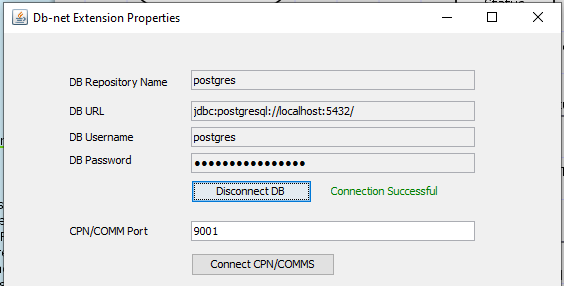 Status
Db-net Extension Properties
DB Repository Name postgres
DB URL jdbc:postgresql://localhost:5432/
DB Username postgres
DB Password ●●●●●●●●●●●●●●●●
Disconnect DB Connection Successful
CPN/COMM Port 9001
Connect CPN/COMMS